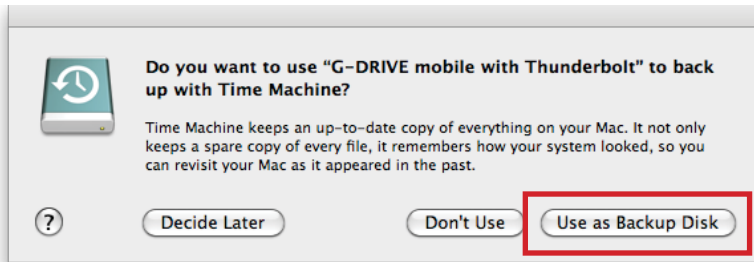 Do you want to use “G-DRIVE mobile with Thunderbolt” to back
up with Time Machine?
Time Machine keeps an up-to-date copy of everything on your Mac. It not only
keeps a spare copy of every file, it remembers how your system looked, so you
can revisit your Mac as it appeared in the past.
? Decide Later Don't Use Use as Backup Disk